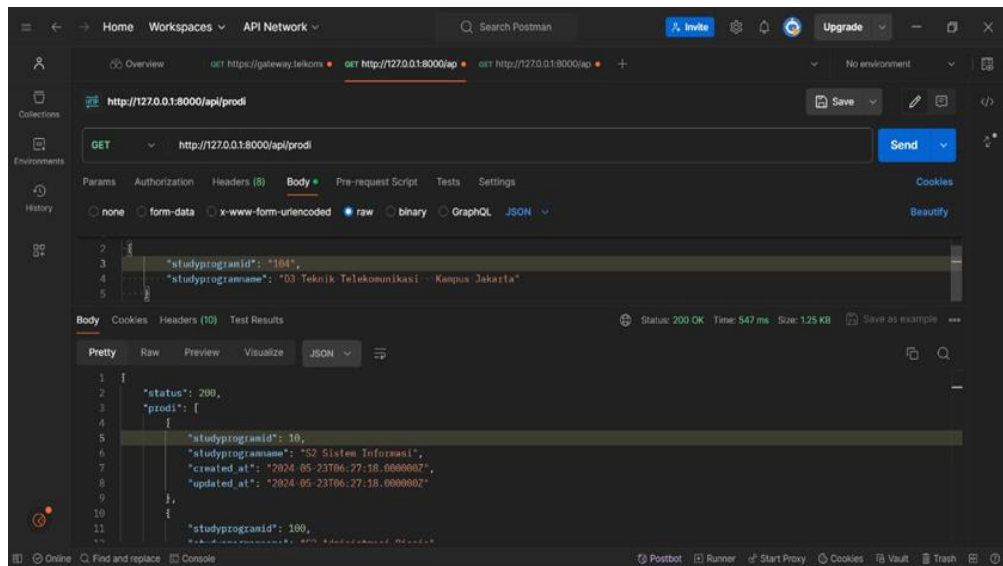 Home Workspaces API Network Search Postman Invite Upgrade
Overview GET https://gateway.telkomu GET http://127.0.0.1:8000/ap GET http://127.0.0.1:8000/ap + No environment
HTTP http://127.0.0.1:8000/api/prodi Save
Collections
GET http://127.0.0.1:8000/api/prodi Send
Environments
Params Authorization Headers (8) Body Pre-request Script Tests Settings Cookies
History
none form-data x-www-form-urlencoded raw binary GraphQL JSON Beautify
2 {
3 "studyprogramid": "104",
4 "studyprogramname": "D3 Teknik Telekomunikasi - Kampus Jakarta"
5 }
Body Cookies Headers (10) Test Results Status: 200 OK Time: 547 ms Size: 1.25 KB Save as example
Pretty Raw Preview Visualize JSON
1 {
2 "status": 200,
3 "prodi": [
4 {
5 "studyprogramid": 10,
6 "studyprogramname": "S2 Sistem Informasi",
7 "created_at": "2024-05-23T06:27:18.000000Z",
8 "updated_at": "2024-05-23T06:27:18.000000Z"
9 },
10 {
11 "studyprogramid": 100,
Online Find and replace Console Postbot Runner Start Proxy Cookies Vault Trash